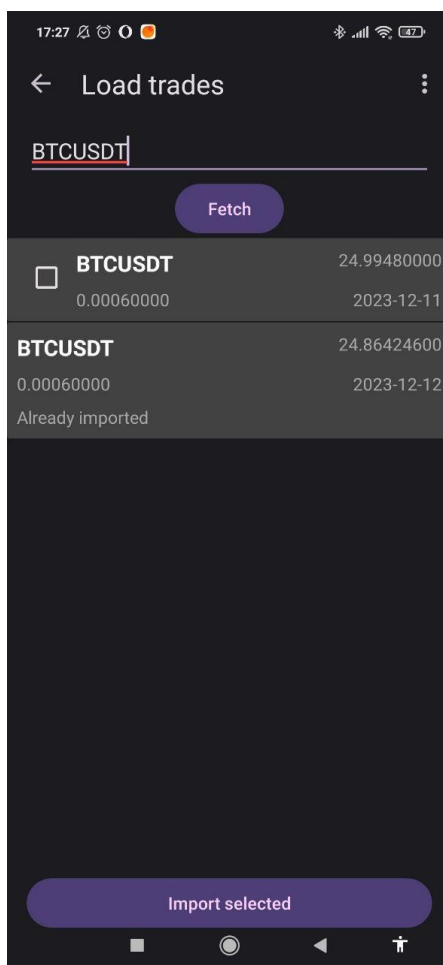 17:27 47
Load trades
BTCUSDT
Fetch
BTCUSDT 24.99480000
0.00060000 2023-12-11
BTCUSDT 24.86424600
0.00060000 2023-12-12
Already imported
Import selected